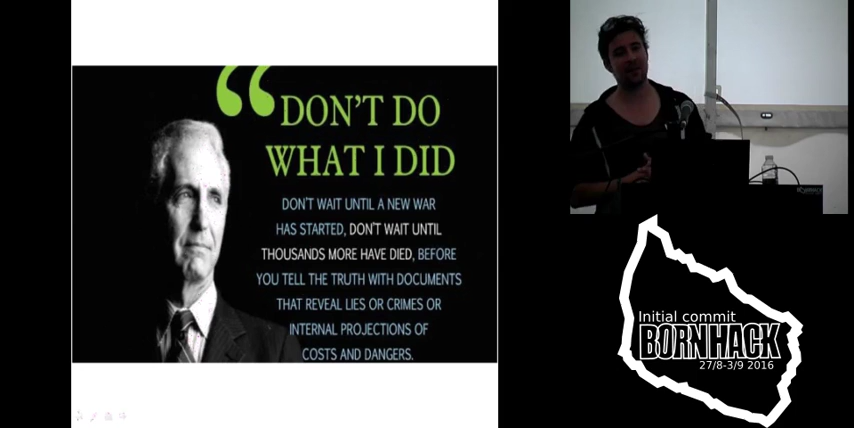 “DON'T DO
WHAT I DID
DON'T WAIT UNTIL A NEW WAR
HAS STARTED, DON'T WAIT UNTIL
THOUSANDS MORE HAVE DIED, BEFORE
YOU TELL THE TRUTH WITH DOCUMENTS
THAT REVEAL LIES OR CRIMES OR
INTERNAL PROJECTIONS OF
COSTS AND DANGERS.
Initial commit
BORNHACK
27/8-3/9 2016